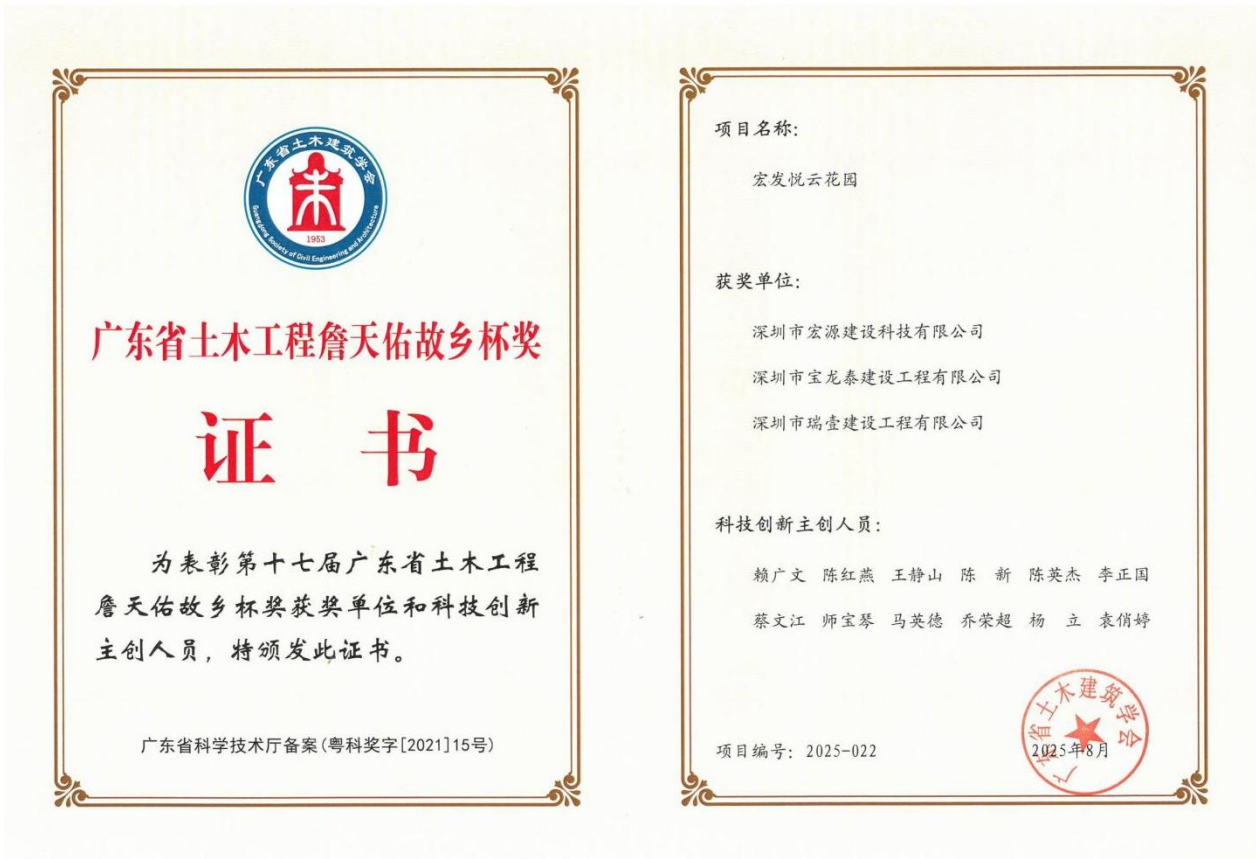 广东省土木建筑学会
1953
Guangdong Society of Civil Engineering and Architecture
广东省土木工程詹天佑故乡杯奖
证 书
为表彰第十七届广东省土木工程
詹天佑故乡杯奖获奖单位和科技创新
主创人员，特颁发此证书。
广东省科学技术厅备案(粤科奖字[2021]15号)
项目名称：
宏发悦云花园
获奖单位：
深圳市宏源建设科技有限公司
深圳市宝龙泰建设工程有限公司
深圳市瑞壹建设工程有限公司
科技创新主创人员：
赖广文 陈红燕 王静山 陈 新 陈英杰 李正国
蔡文江 师宝琴 马英德 乔荣超 杨 立 袁俏婷
项目编号：2025-022
2025年8月
广东省土木建筑学会